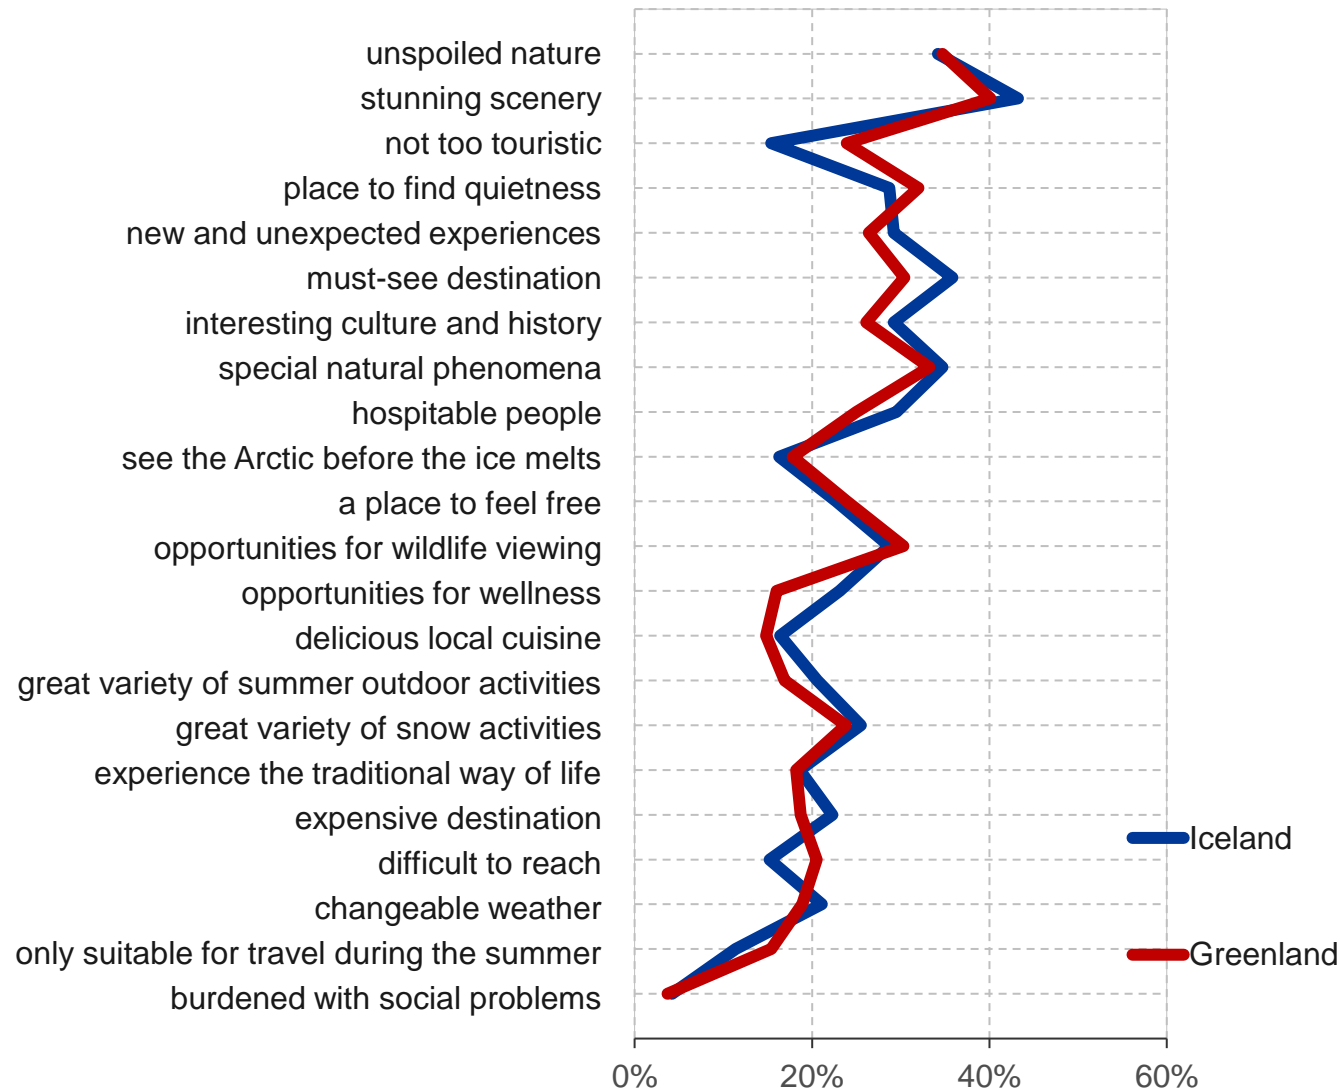 unspoiled nature
stunning scenery
not too touristic
place to find quietness
new and unexpected experiences
must-see destination
interesting culture and history
special natural phenomena
hospitable people
see the Arctic before the ice melts
a place to feel free
opportunities for wildlife viewing
opportunities for wellness
delicious local cuisine
great variety of summer outdoor activities
great variety of snow activities
experience the traditional way of life
expensive destination
difficult to reach
changeable weather
only suitable for travel during the summer
burdened with social problems
Iceland
Greenland
0% 20% 40% 60%